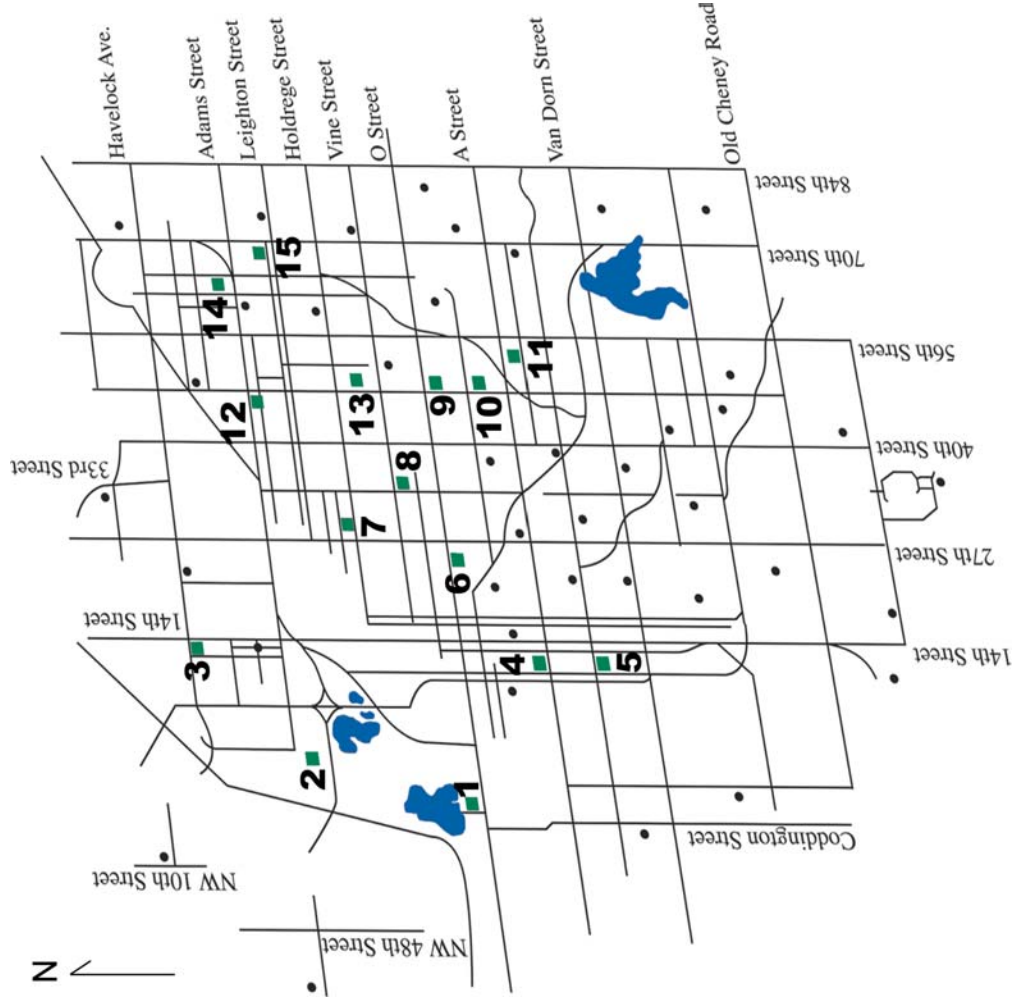 Havelock Ave.
Adams Street
Leighton Street
Holdrege Street
Vine Street
O Street
A Street
Van Dorn Street
Old Cheney Road
84th Street
70th Street
56th Street
40th Street
33rd Street
27th Street
14th Street
14th Street
Coddington Street
NW 10th Street
NW 48th Street
N
1
2
3
4
5
6
7
8
9
10
11
12
13
14
15